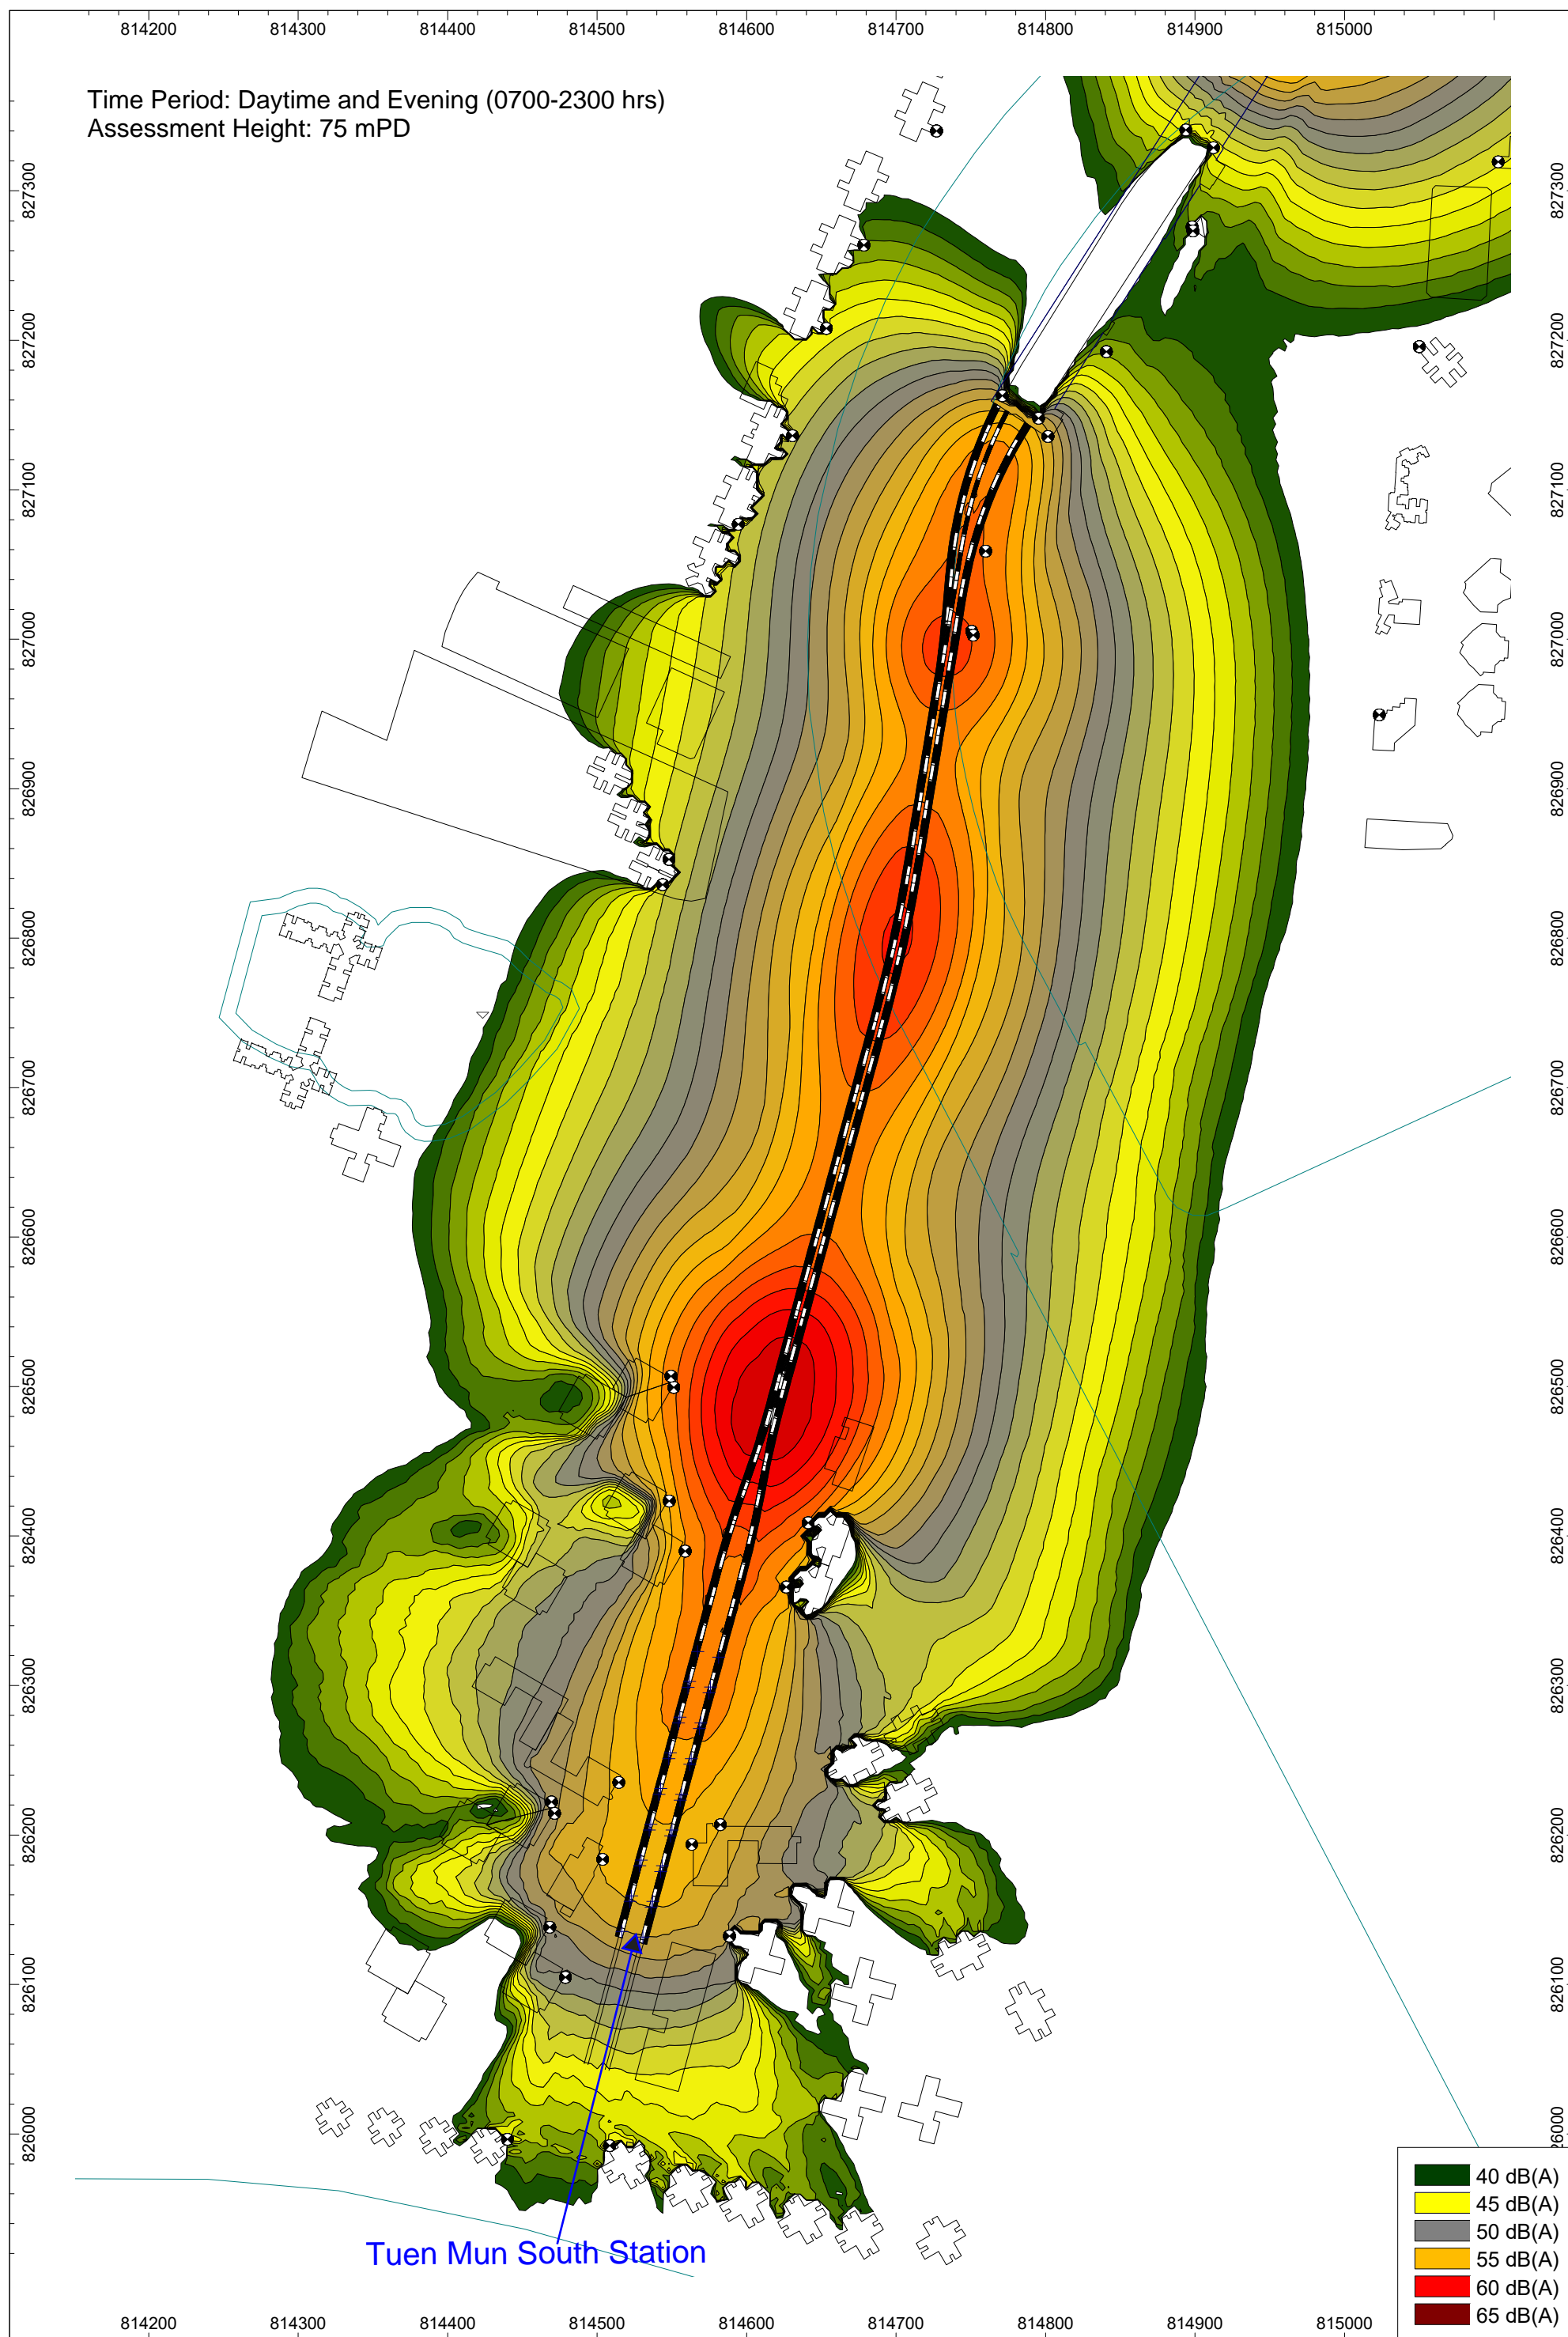 814200 814300 814400 814500 814600 814700 814800 814900 815000
Time Period: Daytime and Evening (0700-2300 hrs)
Assessment Height: 75 mPD
827300 827300
827200 827200
827100 827100
827000 827000
826900 826900
826800 826800
826700 826700
826600 826600
826500 826500
826400 826400
826300 826300
826200 826200
826100 826100
826000 26000
Tuen Mun South Station
40 dB(A)
45 dB(A)
50 dB(A)
55 dB(A)
60 dB(A)
65 dB(A)
814200 814300 814400 814500 814600 814700 814800 814900 815000